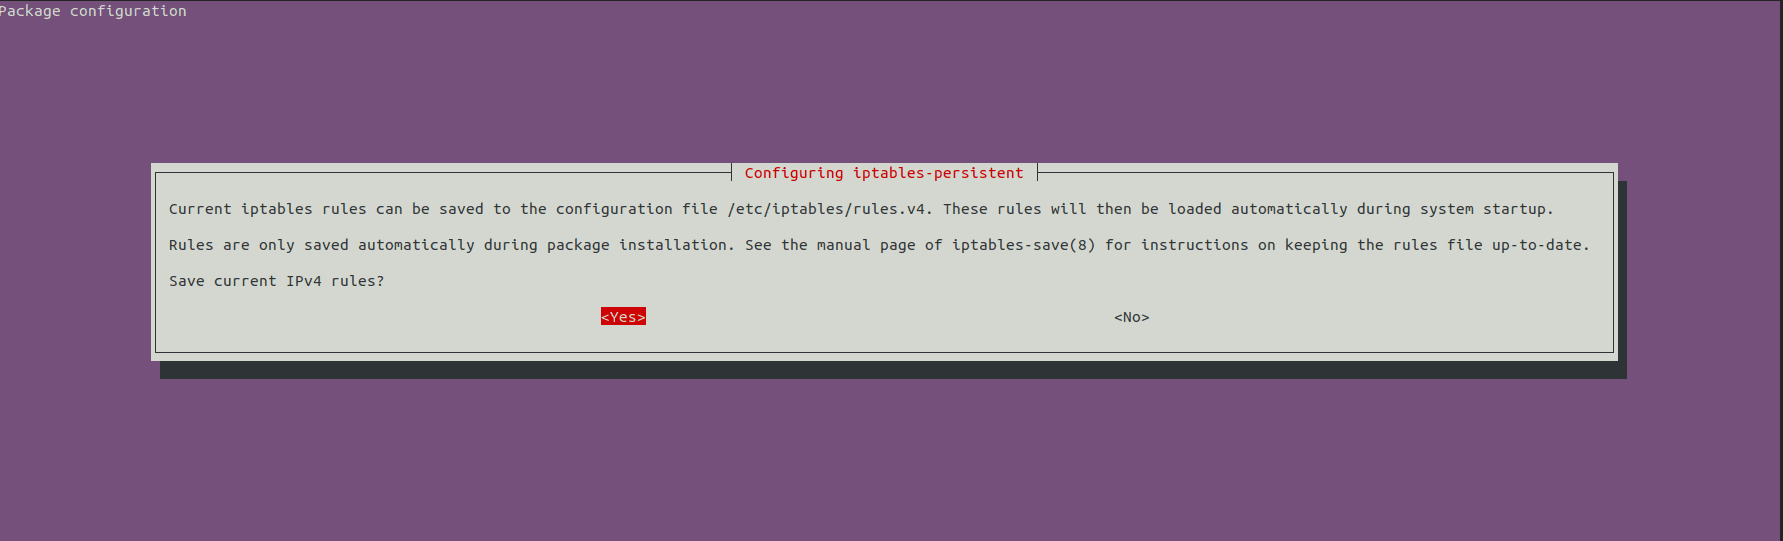 Package configuration
Configuring iptables-persistent
Current iptables rules can be saved to the configuration file /etc/iptables/rules.v4. These rules will then be loaded automatically during system startup.
Rules are only saved automatically during package installation. See the manual page of iptables-save(8) for instructions on keeping the rules file up-to-date.
Save current IPv4 rules?
<Yes> <No>